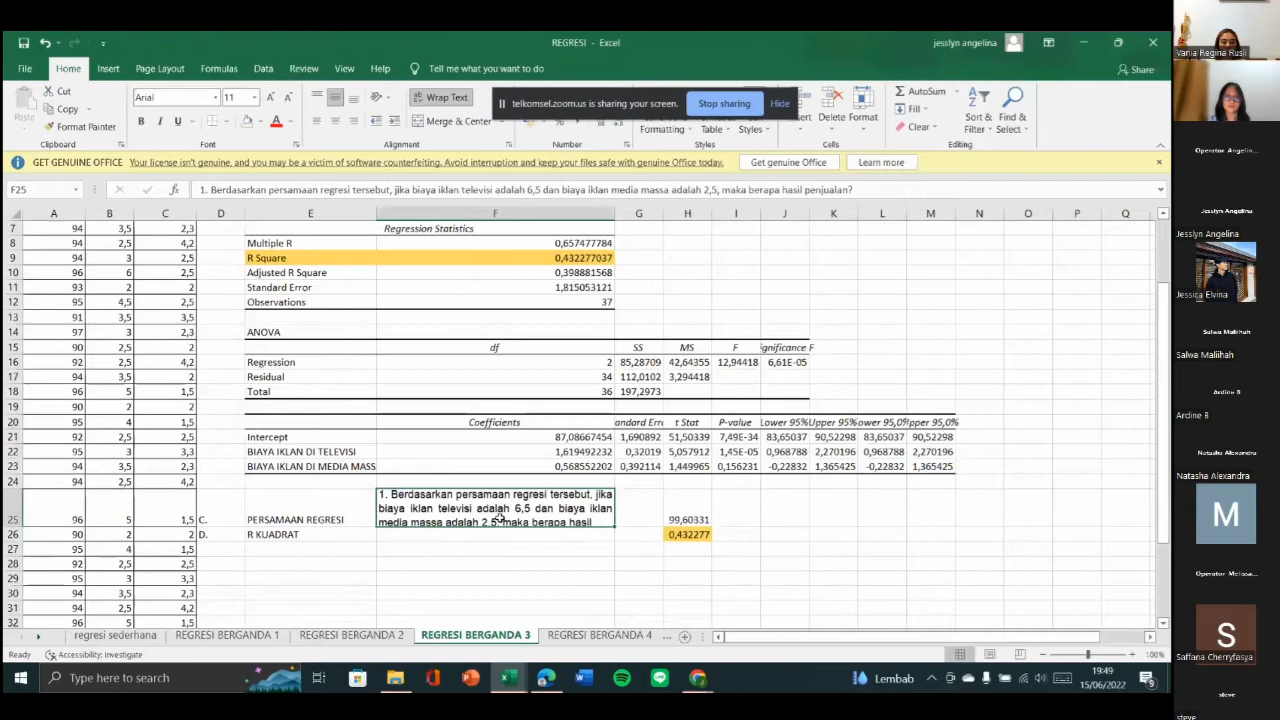 REGRESI - Excel
jesslyn angelina
File Home Insert Page Layout Formulas Data Review View Help Tell me what you want to do
Share
Paste
Cut
Copy
Format Painter
Clipboard
Arial 11
Font
Wrap Text
Merge & Center
Alignment
Number
telkomsel.zoom.us is sharing your screen. Stop sharing Hide
Formatting Table Styles
Styles
Delete Format
Cells
AutoSum
Fill
Clear
Sort & Filter
Find & Select
Editing
GET GENUINE OFFICE Your license isn't genuine, and you may be a victim of software counterfeiting. Avoid interruption and keep your files safe with genuine Office today. Get genuine Office Learn more
F25 fx 1. Berdasarkan persamaan regresi tersebut, jika biaya iklan televisi adalah 6,5 dan biaya iklan media massa adalah 2,5, maka berapa hasil penjualan?
A B C D E F G H I J K L M N O P Q
7 94 3,5 2,3 Regression Statistics
8 94 2,5 4,2 Multiple R 0,657477784
9 94 3 2,5 R Square 0,432277037
10 96 6 2,5 Adjusted R Square 0,398881568
11 93 2 2 Standard Error 1,815053121
12 95 4,5 2,5 Observations 37
13 91 3,5 3,5
14 97 3 2,3 ANOVA
15 90 2,5 2 df SS MS F ignificance F
16 92 2,5 4,2 Regression 2 85,28709 42,64355 12,94418 6,61E-05
17 94 3,5 2 Residual 34 112,0102 3,294418
18 96 5 1,5 Total 36 197,2973
19 90 2 2
20 95 4 1,5 Coefficients andard Erro t Stat P-value Lower 95% Upper 95% ower 95,0% pper 95,0%
21 92 2,5 2,5 Intercept 87,08667454 1,690892 51,50339 7,49E-34 83,65037 90,52298 83,65037 90,52298
22 95 3 3,3 BIAYA IKLAN DI TELEVISI 1,619492232 0,32019 5,057912 1,45E-05 0,968788 2,270196 0,968788 2,270196
23 94 3,5 2,3 BIAYA IKLAN DI MEDIA MASS 0,568552202 0,392114 1,449965 0,156231 -0,22832 1,365425 -0,22832 1,365425
24 94 2,5 4,2
1. Berdasarkan persamaan regresi tersebut, jika
biaya iklan televisi adalah 6,5 dan biaya iklan
media massa adalah 2,5, maka berapa hasil
25 96 5 1,5 C. PERSAMAAN REGRESI 99,60331
26 90 2 2 D. R KUADRAT 0,432277
27 95 4 1,5
28 92 2,5 2,5
29 95 3 3,3
30 94 3,5 2,3
31 94 2,5 4,2
32 96 5 1,5
regresi sederhana REGRESI BERGANDA 1 REGRESI BERGANDA 2 REGRESI BERGANDA 3 REGRESI BERGANDA 4 ...
Ready Accessibility: Investigate 100%
Type here to search
Lembab
19:49
15/06/2022
9
Vania Regina Rusli
Operator Angelin...
Jesslyn Angelina
Jesslyn Angelina
Jessica Elvina
Salwa Maliihah
Salwa Maliihah
Ardine B
Ardine B
Natasha Alexandra
Natasha Alexandra
M
Operator Melissa...
S
Saffana Cherryfasya
steve
steve